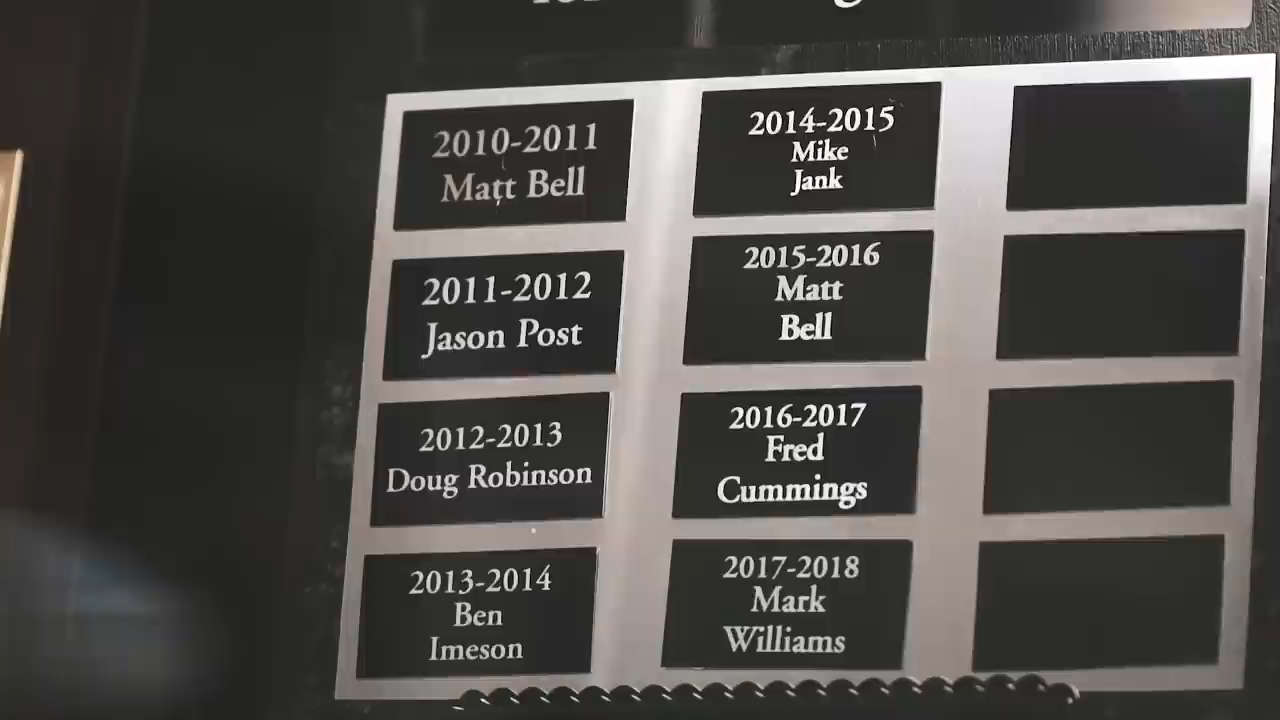 2010-2011
Matt Bell
2011-2012
Jason Post
2012-2013
Doug Robinson
2013-2014
Ben
Imeson
2014-2015
Mike
Jank
2015-2016
Matt
Bell
2016-2017
Fred
Cummings
2017-2018
Mark
Williams